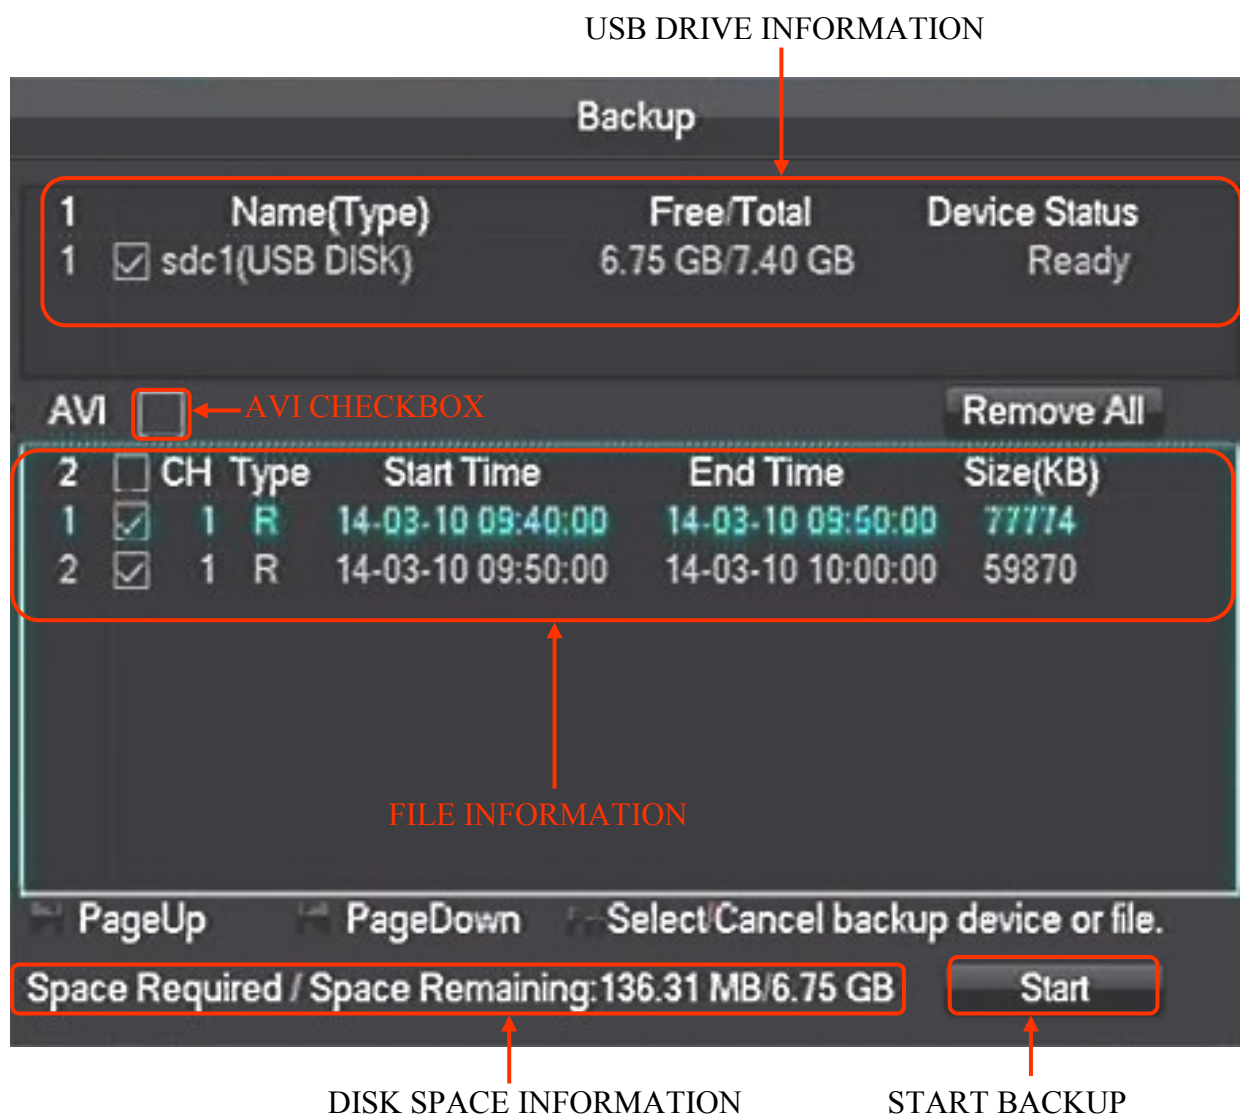 USB DRIVE INFORMATION
Backup
1 Name(Type) Free/Total Device Status
1 sdc1(USB DISK) 6.75 GB/7.40 GB Ready
AVI AVI CHECKBOX Remove All
2 CH Type Start Time End Time Size(KB)
1 1 R 14-03-10 09:40:00 14-03-10 09:50:00 77774
2 1 R 14-03-10 09:50:00 14-03-10 10:00:00 59870
FILE INFORMATION
PageUp PageDown Select/Cancel backup device or file.
Space Required / Space Remaining:136.31 MB/6.75 GB Start
DISK SPACE INFORMATION START BACKUP